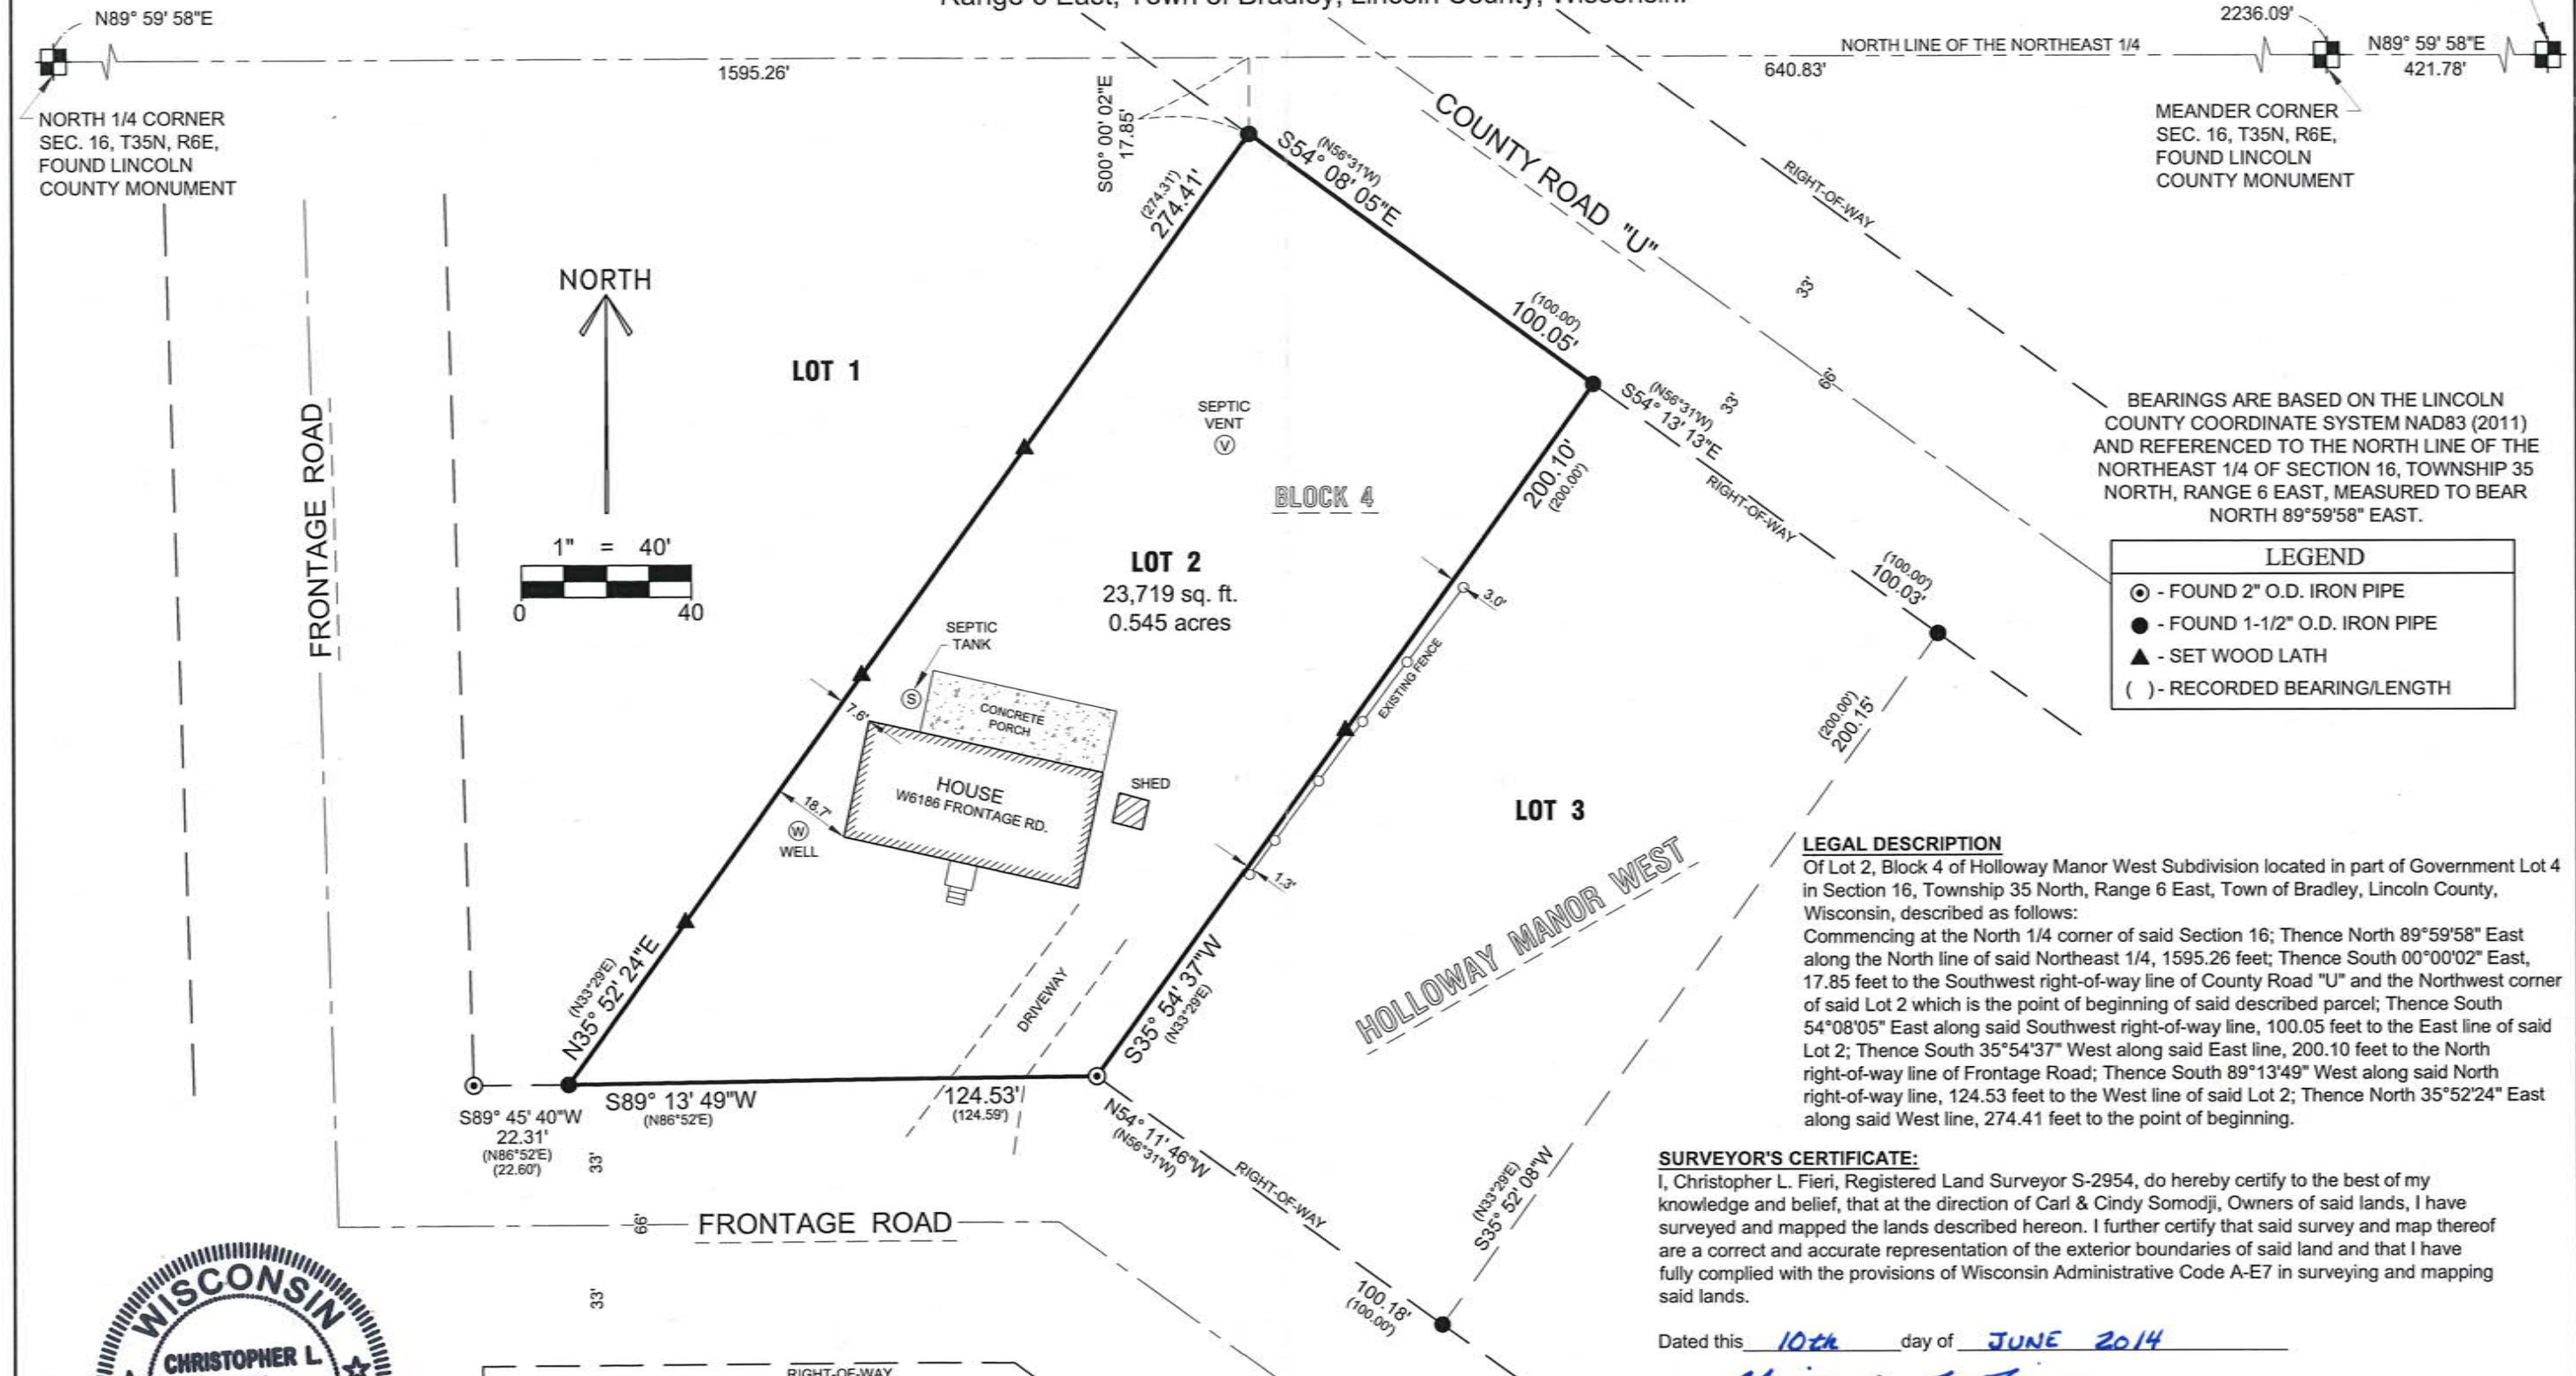 Range 6 East, Town of Bradley, Lincoln County, Wisconsin.
N89° 59' 58"E
2236.09'
NORTH LINE OF THE NORTHEAST 1/4
N89° 59' 58"E
1595.26'
640.83'
421.78'
NORTH 1/4 CORNER
SEC. 16, T35N, R6E,
FOUND LINCOLN
COUNTY MONUMENT
MEANDER CORNER
SEC. 16, T35N, R6E,
FOUND LINCOLN
COUNTY MONUMENT
S00° 00' 02"E
17.85'
(N56°31'W)
S54° 08' 05"E
COUNTY ROAD "U"
RIGHT-OF-WAY
(274.31')
274.41'
33'
NORTH
(100.00')
100.05'
LOT 1
66'
33'
(N56°31'W)
S54° 13' 13"E
SEPTIC
VENT
V
200.10'
(200.00')
RIGHT-OF-WAY
BLOCK 4
BEARINGS ARE BASED ON THE LINCOLN
COUNTY COORDINATE SYSTEM NAD83 (2011)
AND REFERENCED TO THE NORTH LINE OF THE
NORTHEAST 1/4 OF SECTION 16, TOWNSHIP 35
NORTH, RANGE 6 EAST, MEASURED TO BEAR
NORTH 89°59'58" EAST.
FRONTAGE ROAD
1" = 40'
0 40
LOT 2
23,719 sq. ft.
0.545 acres
(100.00')
100.03'
LEGEND
- FOUND 2" O.D. IRON PIPE
- FOUND 1-1/2" O.D. IRON PIPE
- SET WOOD LATH
( ) - RECORDED BEARING/LENGTH
3.0'
EXISTING FENCE
SEPTIC
TANK
S
7.6'
CONCRETE
PORCH
(200.00')
200.15'
HOUSE
W6186 FRONTAGE RD.
SHED
18.7'
W
WELL
LOT 3
1.3'
HOLLOWAY MANOR WEST
LEGAL DESCRIPTION
Of Lot 2, Block 4 of Holloway Manor West Subdivision located in part of Government Lot 4
in Section 16, Township 35 North, Range 6 East, Town of Bradley, Lincoln County,
Wisconsin, described as follows:
Commencing at the North 1/4 corner of said Section 16; Thence North 89°59'58" East
along the North line of said Northeast 1/4, 1595.26 feet; Thence South 00°00'02" East,
17.85 feet to the Southwest right-of-way line of County Road "U" and the Northwest corner
of said Lot 2 which is the point of beginning of said described parcel; Thence South
54°08'05" East along said Southwest right-of-way line, 100.05 feet to the East line of said
Lot 2; Thence South 35°54'37" West along said East line, 200.10 feet to the North
right-of-way line of Frontage Road; Thence South 89°13'49" West along said North
right-of-way line, 124.53 feet to the West line of said Lot 2; Thence North 35°52'24" East
along said West line, 274.41 feet to the point of beginning.
(N33°29'E)
N35° 52' 24"E
DRIVEWAY
S35° 54' 37"W
(N33°29'E)
S89° 45' 40"W
22.31'
(N86°52'E)
(22.60')
S89° 13' 49"W
(N86°52'E)
124.53'
(124.59')
N54° 11' 46"W
(N56°31'W)
RIGHT-OF-WAY
33'
(N33°29'E)
S35° 52' 08"W
66'
FRONTAGE ROAD
33'
100.18'
(100.00')
SURVEYOR'S CERTIFICATE:
I, Christopher L. Fieri, Registered Land Surveyor S-2954, do hereby certify to the best of my
knowledge and belief, that at the direction of Carl & Cindy Somodji, Owners of said lands, I have
surveyed and mapped the lands described hereon. I further certify that said survey and map thereof
are a correct and accurate representation of the exterior boundaries of said land and that I have
fully complied with the provisions of Wisconsin Administrative Code A-E7 in surveying and mapping
said lands.
Dated this 10th day of JUNE 2014
WISCONSIN
CHRISTOPHER L.
RIGHT-OF-WAY